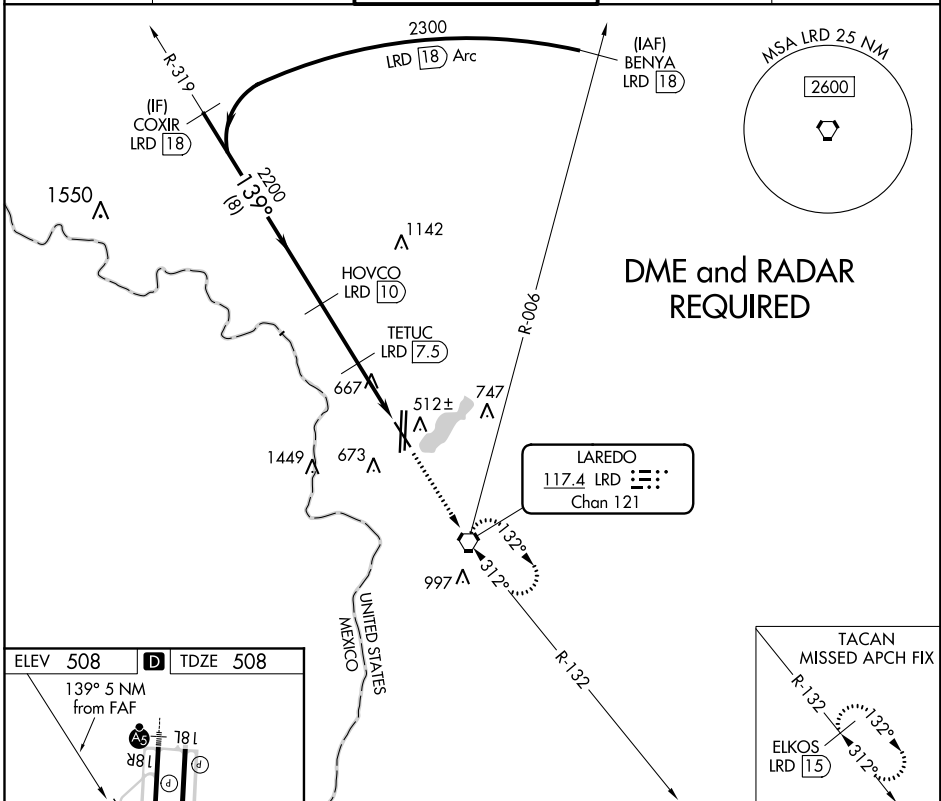 2300
LRD 18 Arc
(IAF)
BENYA
LRD 18
MSA LRD 25 NM
2600
R-319
(IF)
COXIR
LRD 18
2200
139°
(8)
1550
1142
HOVCO
LRD 10
DME and RADAR
REQUIRED
R-006
TETUC
LRD 7.5
667
512±
747
1449
673
LAREDO
117.4 LRD
Chan 121
132°
312°
997
UNITED STATES
MEXICO
R-132
ELEV 508 D TDZE 508
139° 5 NM
from FAF
A5
18R
18L
P
P
TACAN
MISSED APCH FIX
R-132
132°
312°
ELKOS
LRD 15